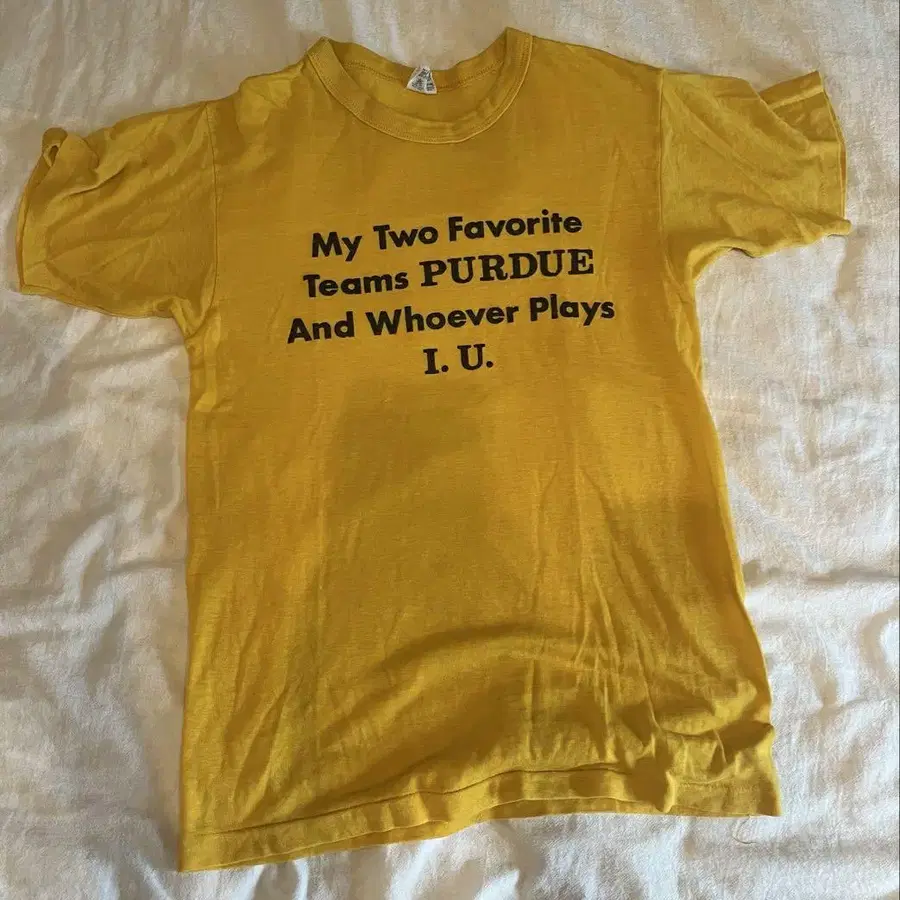 My Two Favorite
Teams PURDUE
And Whoever Plays
I. U.